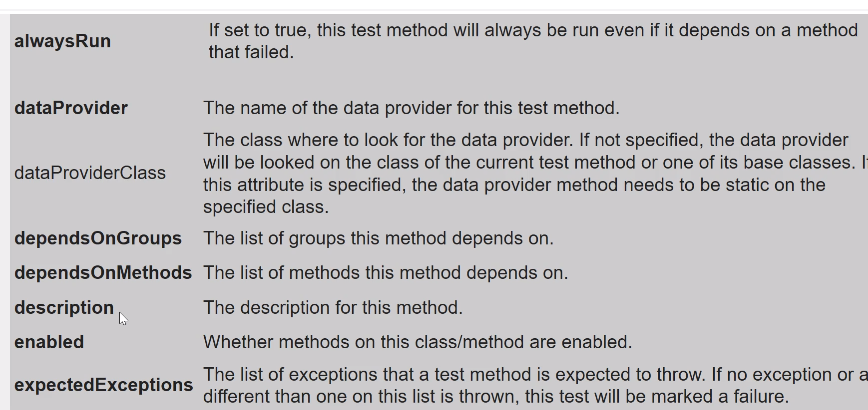 alwaysRun
If set to true, this test method will always be run even if it depends on a method
that failed.
dataProvider
The name of the data provider for this test method.
dataProviderClass
The class where to look for the data provider. If not specified, the data provider
will be looked on the class of the current test method or one of its base classes. If
this attribute is specified, the data provider method needs to be static on the
specified class.
dependsOnGroups
The list of groups this method depends on.
dependsOnMethods
The list of methods this method depends on.
description
The description for this method.
enabled
Whether methods on this class/method are enabled.
expectedExceptions
The list of exceptions that a test method is expected to throw. If no exception or a
different than one on this list is thrown, this test will be marked a failure.